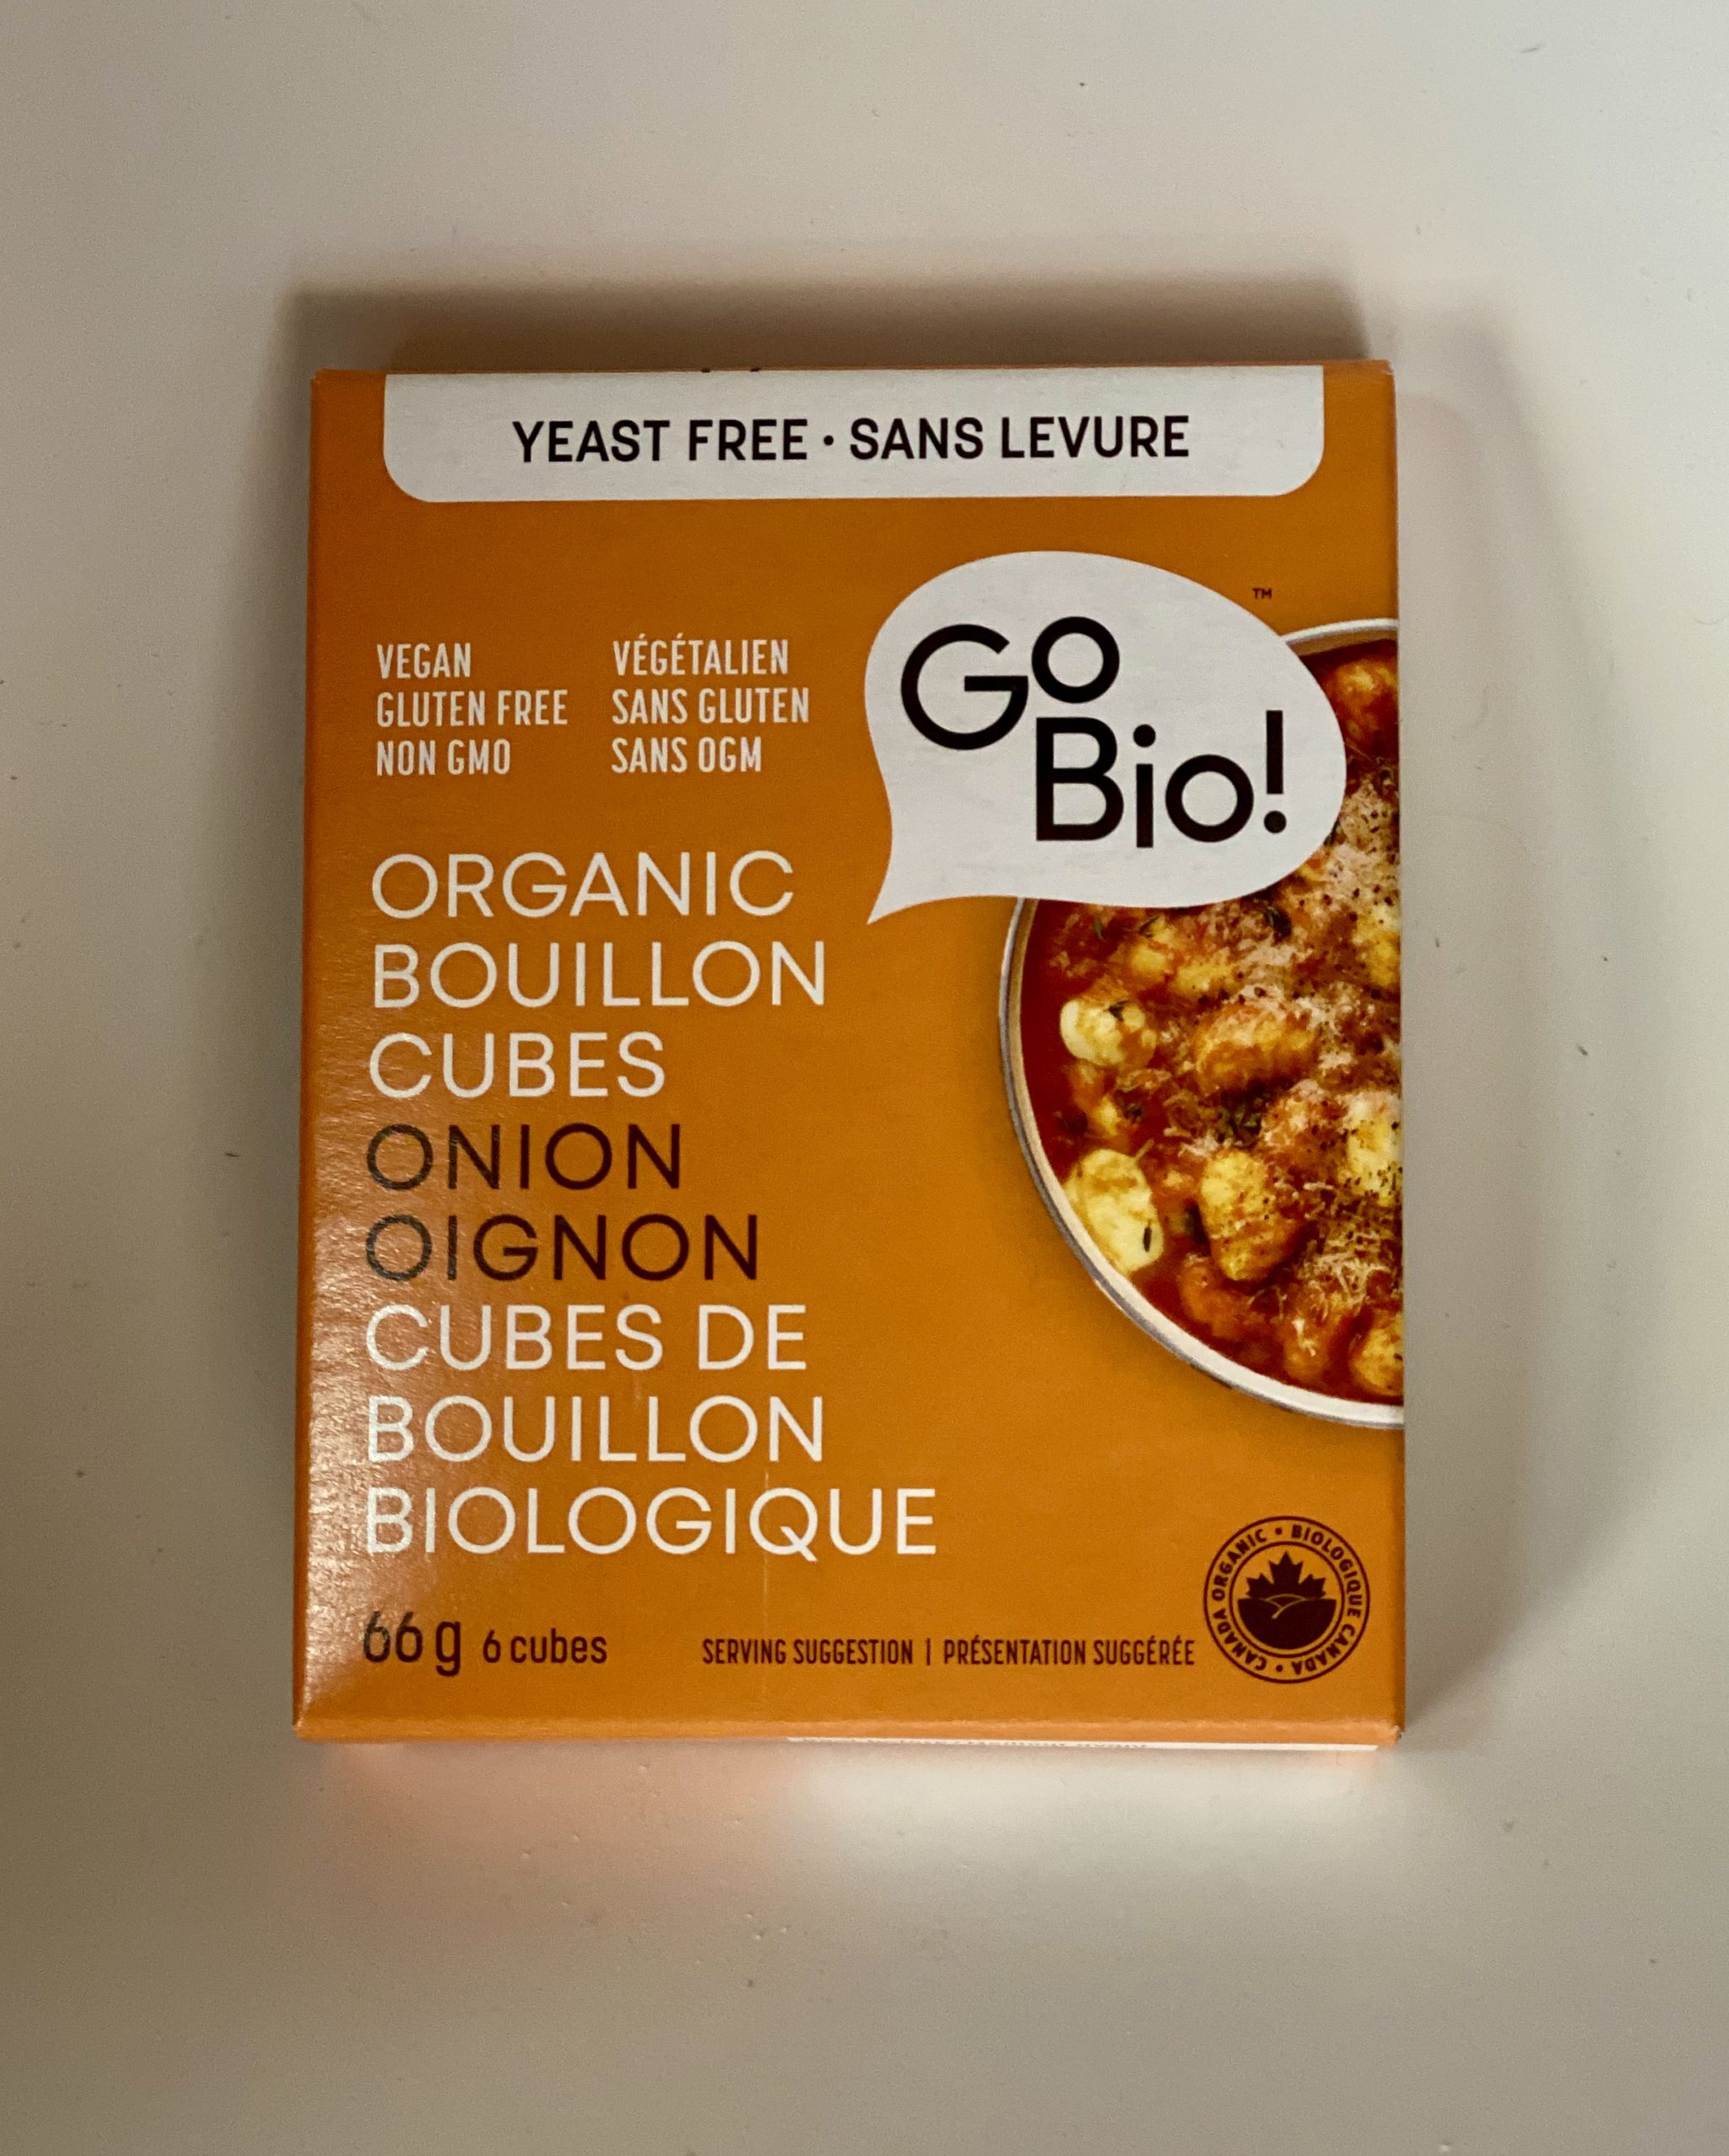 YEAST FREE · SANS LEVURE
VEGAN
GLUTEN FREE
NON GMO
VÉGÉTALIEN
SANS GLUTEN
SANS OGM
Go
Bio!
™
ORGANIC
BOUILLON
CUBES
ONION
OIGNON
CUBES DE
BOUILLON
BIOLOGIQUE
66 g 6 cubes
SERVING SUGGESTION | PRÉSENTATION SUGGÉRÉE
CANADA ORGANIC • BIOLOGIQUE CANADA •